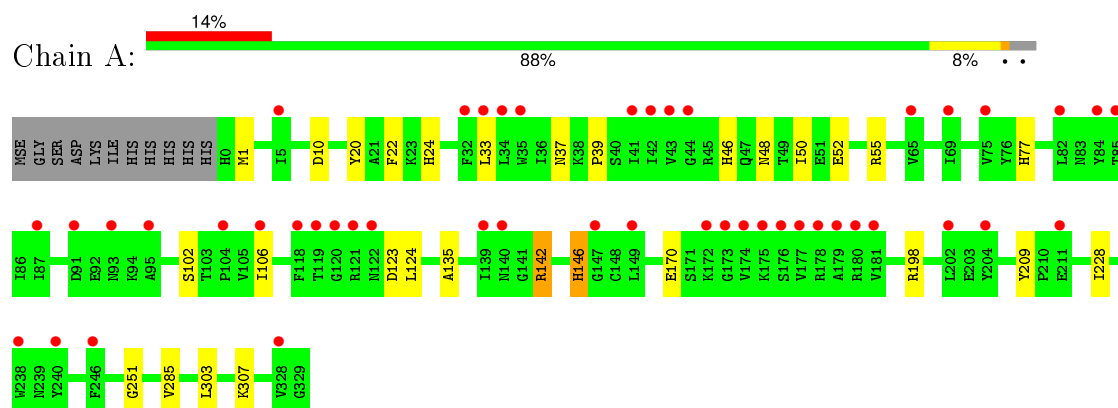 14%
Chain A:
88% 8%
MSE GLY SER ASP LYS ILE HIS HIS HIS HIS HIS H0 M1 I5 D10 Y20 A21 F22 K23 H24 F32 L33 L34 W35 I36 N37 K38 P39 S40 I41 I42 V43 G44 R45 H46 Q47 N48 T49 I50 E51 E52 R55 V65 I69 V75 Y76 H77 L82 N83 Y84 T85
I86 I87 D91 E92 N93 K94 A95 S102 T103 P104 V105 I106 F118 T119 G120 R121 N122 D123 L124 A135 I139 N140 G141 R142 H146 G147 C148 L149 E170 S171 K172 G173 V174 K175 S176 V177 R178 A179 R180 V181 R198 L202 E203 Y204 Y209 P210 E211 I228
W238 N239 Y240 F246 G251 V285 L303 K307 V328 G329